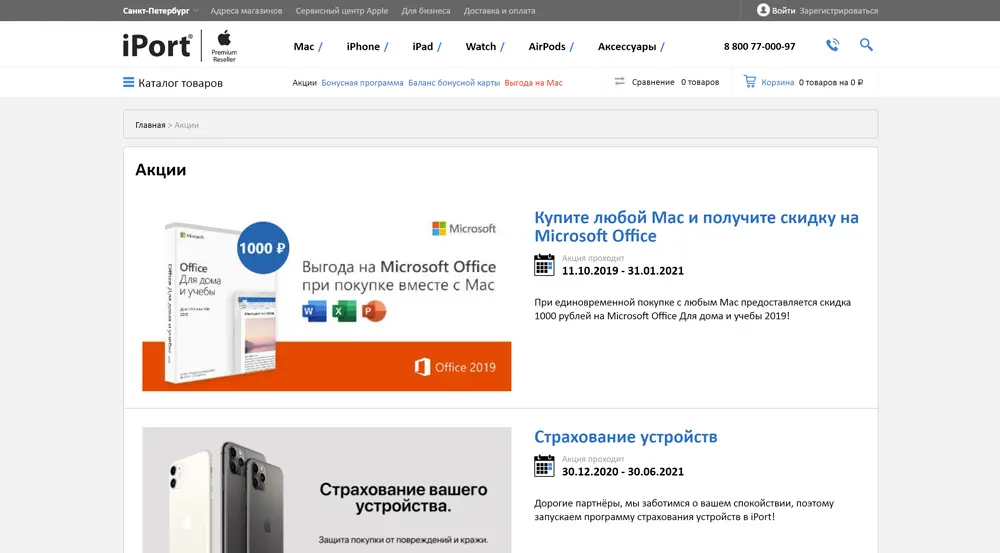 Санкт-Петербург Адреса магазинов Сервисный центр Apple Для бизнеса Доставка и оплата Войти Зарегистрироваться
iPort Premium Reseller Mac / iPhone / iPad / Watch / AirPods / Аксессуары / 8 800 77-000-97
Каталог товаров Акции Бонусная программа Баланс бонусной карты Выгода на Mac Сравнение 0 товаров Корзина 0 товаров на 0 ₽
Главная > Акции
Акции
Microsoft
Office
Для дома
и учебы
Office Для дома и учебы
1000 ₽
Microsoft
Выгода на Microsoft Office
при покупке вместе с Mac
W X P
Office 2019
Купите любой Mac и получите скидку на
Microsoft Office
Акция проходит
11.10.2019 - 31.01.2021
При единовременной покупке с любым Mac предоставляется скидка
1000 рублей на Microsoft Office Для дома и учебы 2019!
Страхование вашего
устройства.
Защита покупки от повреждений и кражи.
Страхование устройств
Акция проходит
30.12.2020 - 30.06.2021
Дорогие партнёры, мы заботимся о вашем спокойствии, поэтому
запускаем программу страхования устройств в iPort!